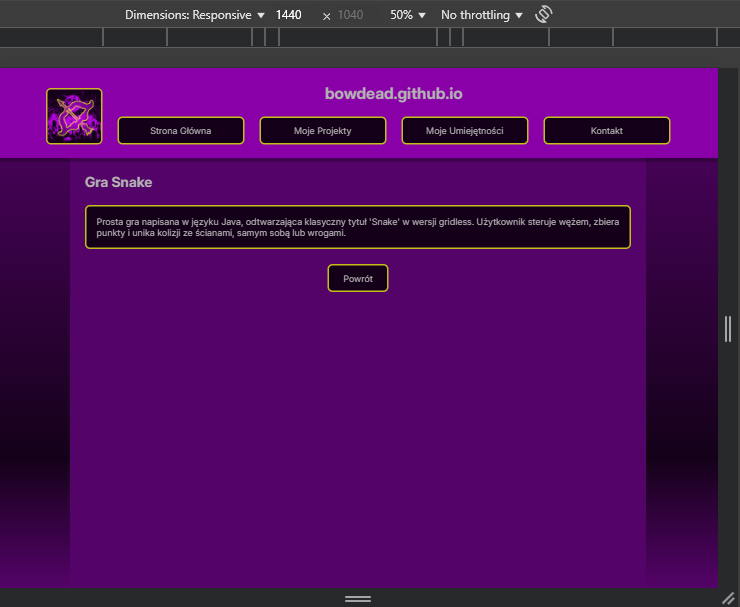 Dimensions: Responsive 1440 × 1040 50% No throttling
bowdead.github.io
Strona Główna Moje Projekty Moje Umiejętności Kontakt
Gra Snake
Prosta gra napisana w języku Java, odtwarzająca klasyczny tytuł 'Snake' w wersji gridless. Użytkownik steruje wężem, zbiera
punkty i unika kolizji ze ścianami, samym sobą lub wrogami.
Powrót